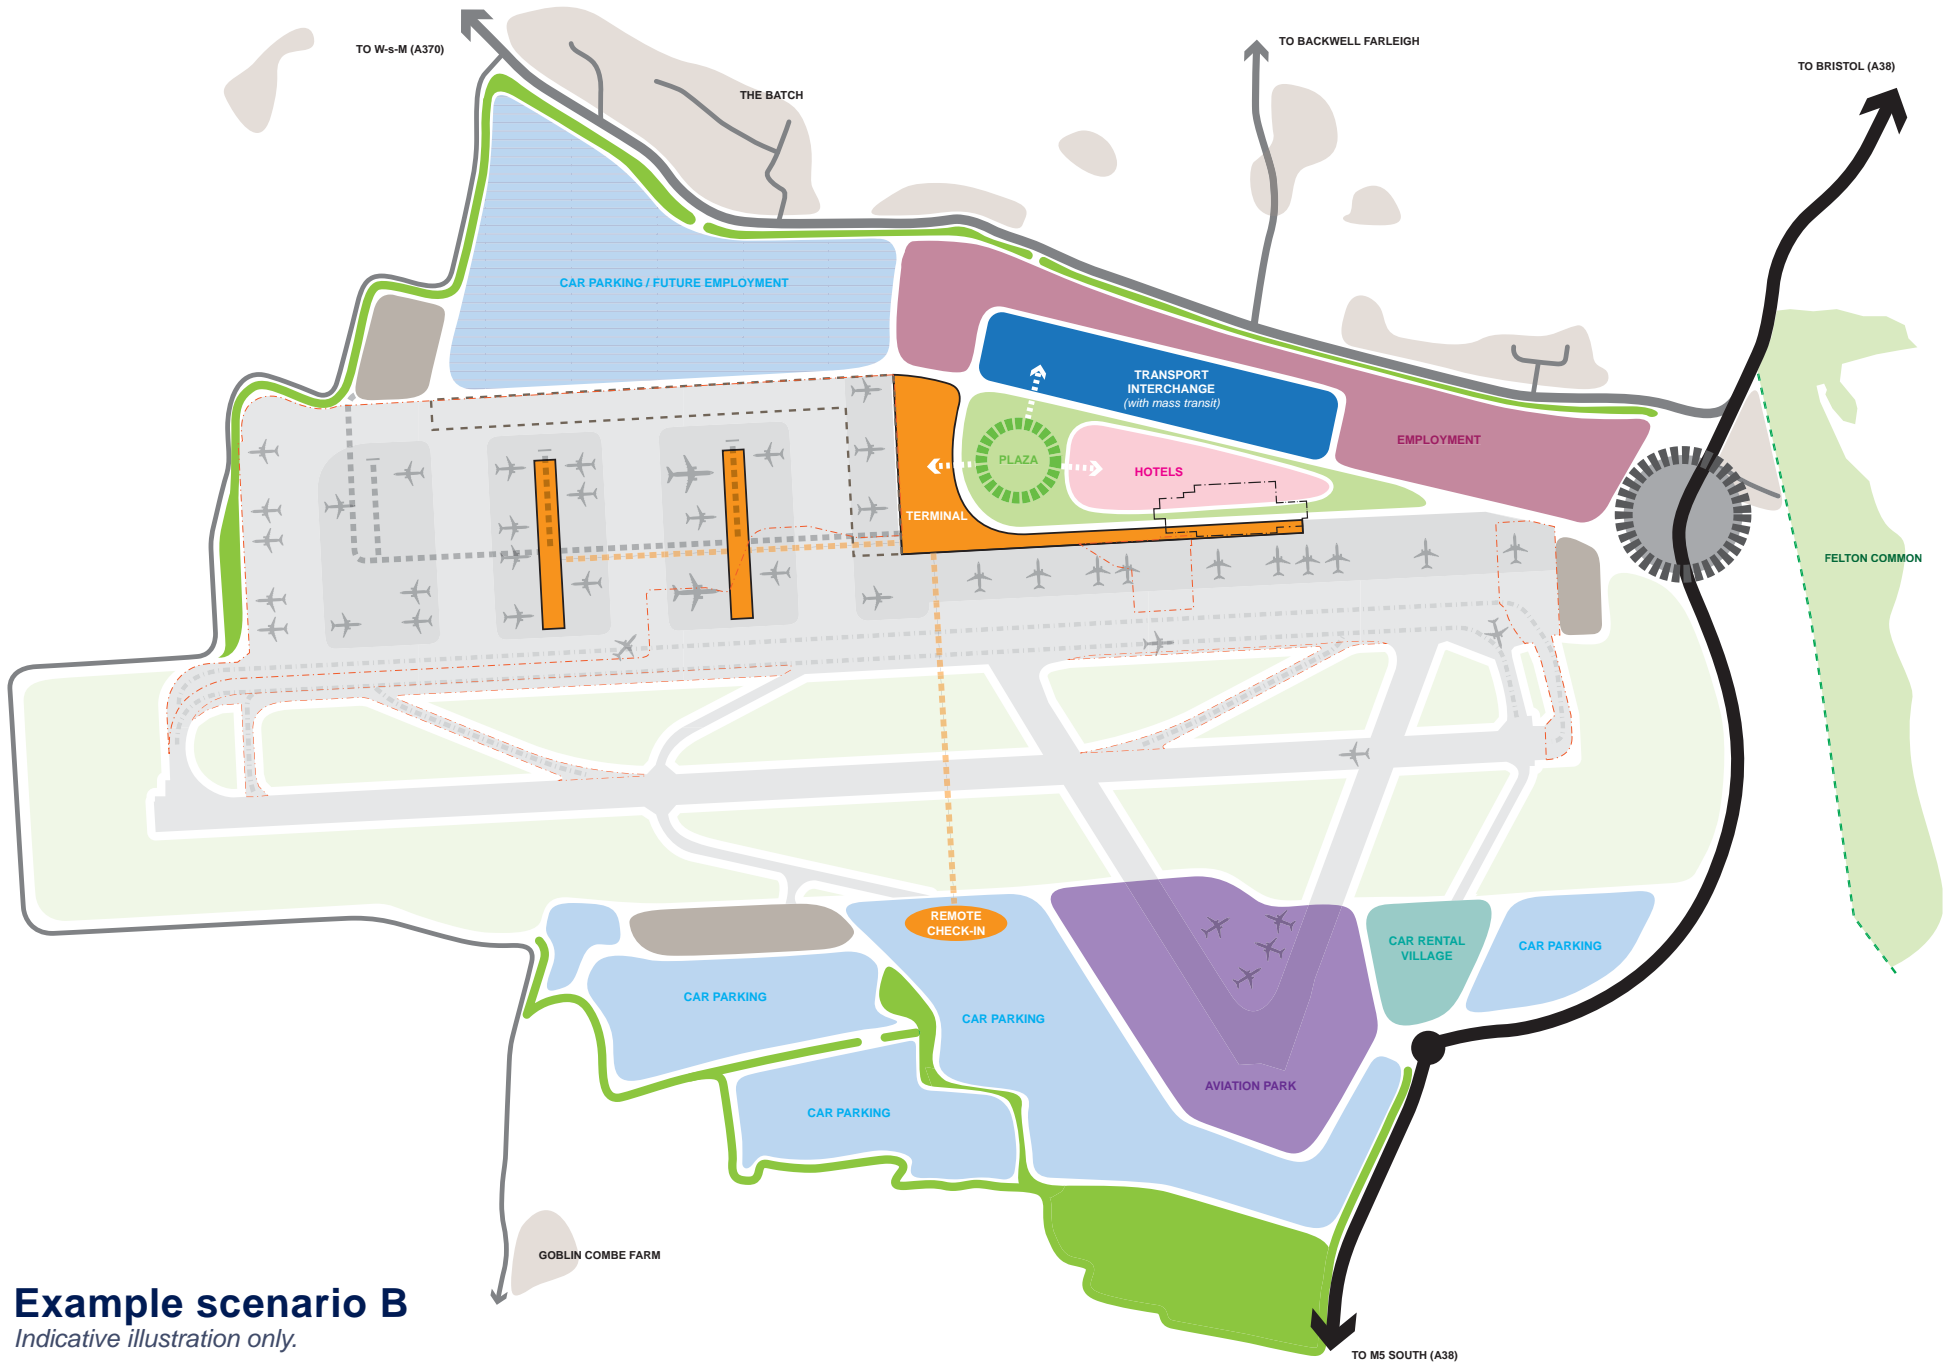 TO W-s-M (A370)
TO BACKWELL FARLEIGH
TO BRISTOL (A38)
THE BATCH
CAR PARKING / FUTURE EMPLOYMENT
TRANSPORT
INTERCHANGE
(with mass transit)
EMPLOYMENT
PLAZA
HOTELS
TERMINAL
FELTON COMMON
REMOTE
CHECK-IN
CAR RENTAL
VILLAGE
CAR PARKING
CAR PARKING
CAR PARKING
AVIATION PARK
CAR PARKING
GOBLIN COMBE FARM
Example scenario B
Indicative illustration only.
TO M5 SOUTH (A38)